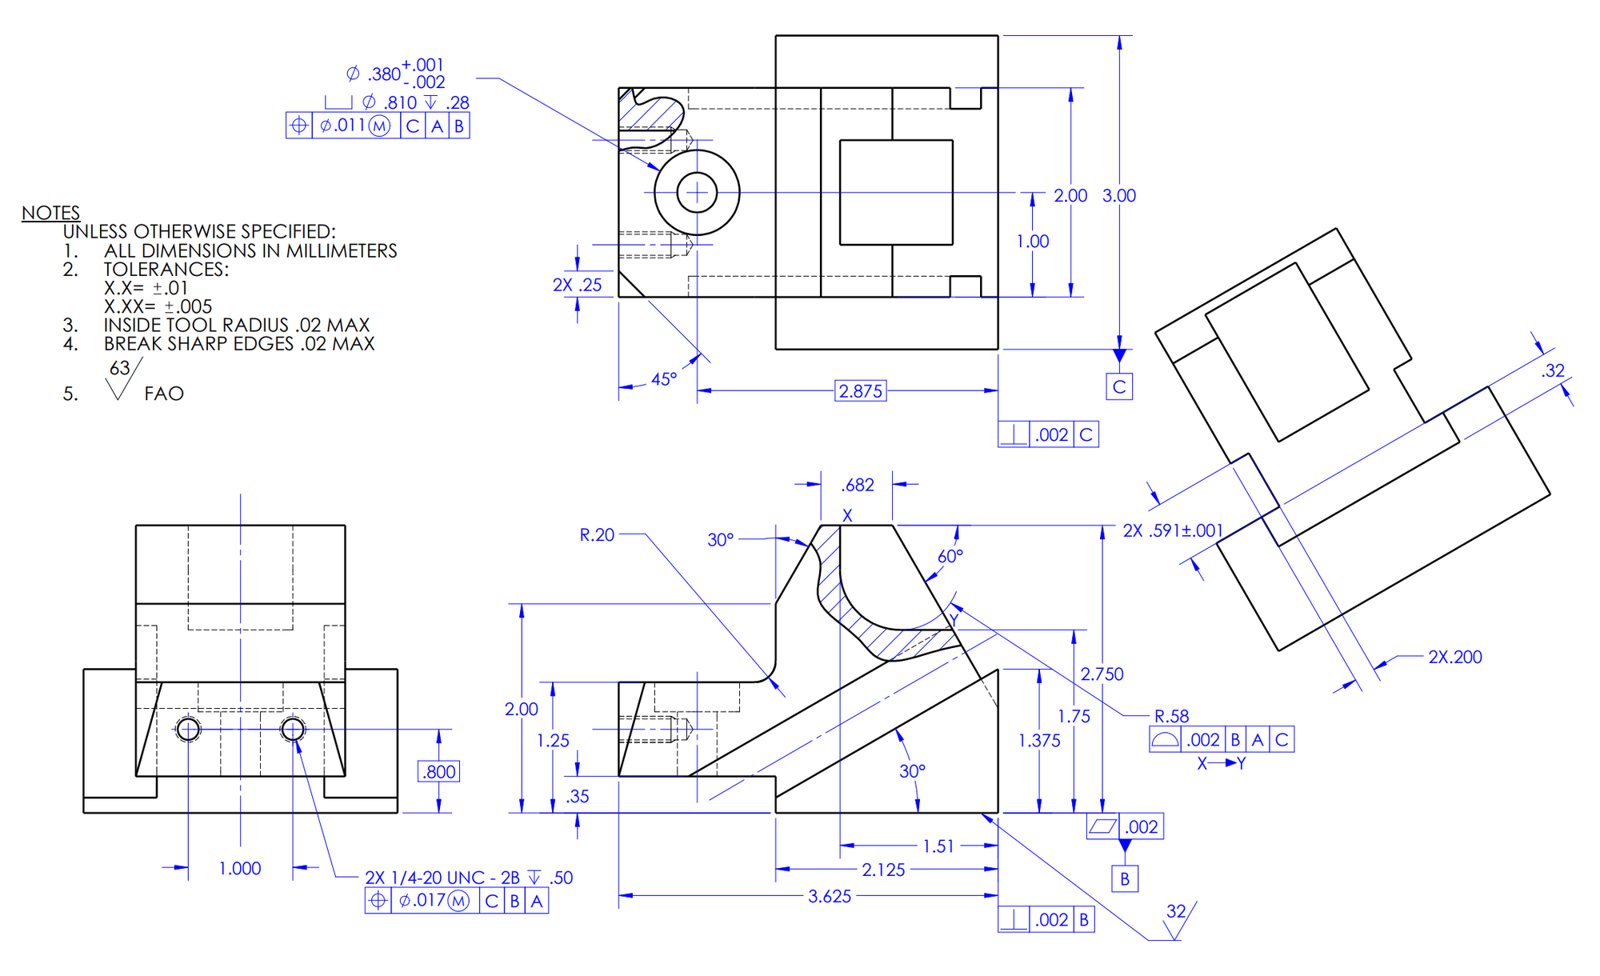 ⌀ .380+.001
-.002
⌴ ⌀ .810 ↧ .28
⌖ ⌀.011Ⓜ C A B
NOTES
UNLESS OTHERWISE SPECIFIED:
1. ALL DIMENSIONS IN MILLIMETERS
2. TOLERANCES:
X.X= ±.01
X.XX= ±.005
3. INSIDE TOOL RADIUS .02 MAX
4. BREAK SHARP EDGES .02 MAX
63
5. √ FAO
2X .25
45°
2.875
2.00
3.00
1.00
C
⟂ .002 C
.32
2X .591±.001
2X.200
.682
X
R.20
30°
60°
Y
2.750
2.00
1.25
1.75
1.375
R.58
⌓ .002 B A C
X→Y
30°
.35
.800
1.000
2X 1/4-20 UNC - 2B ↧ .50
⌖ ⌀.017Ⓜ C B A
1.51
2.125
3.625
⏥ .002
B
⟂ .002 B
32